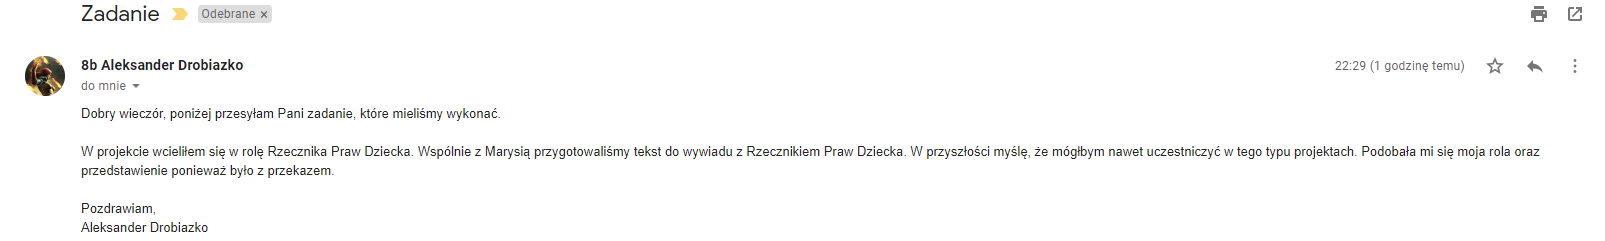 Zadanie Odebrane x
8b Aleksander Drobiazko 22:29 (1 godzinę temu)
do mnie
Dobry wieczór, poniżej przesyłam Pani zadanie, które mieliśmy wykonać.
W projekcie wcieliłem się w rolę Rzecznika Praw Dziecka. Wspólnie z Marysią przygotowaliśmy tekst do wywiadu z Rzecznikiem Praw Dziecka. W przyszłości myślę, że mógłbym nawet uczestniczyć w tego typu projektach. Podobała mi się moja rola oraz
przedstawienie ponieważ było z przekazem.
Pozdrawiam,
Aleksander Drobiazko